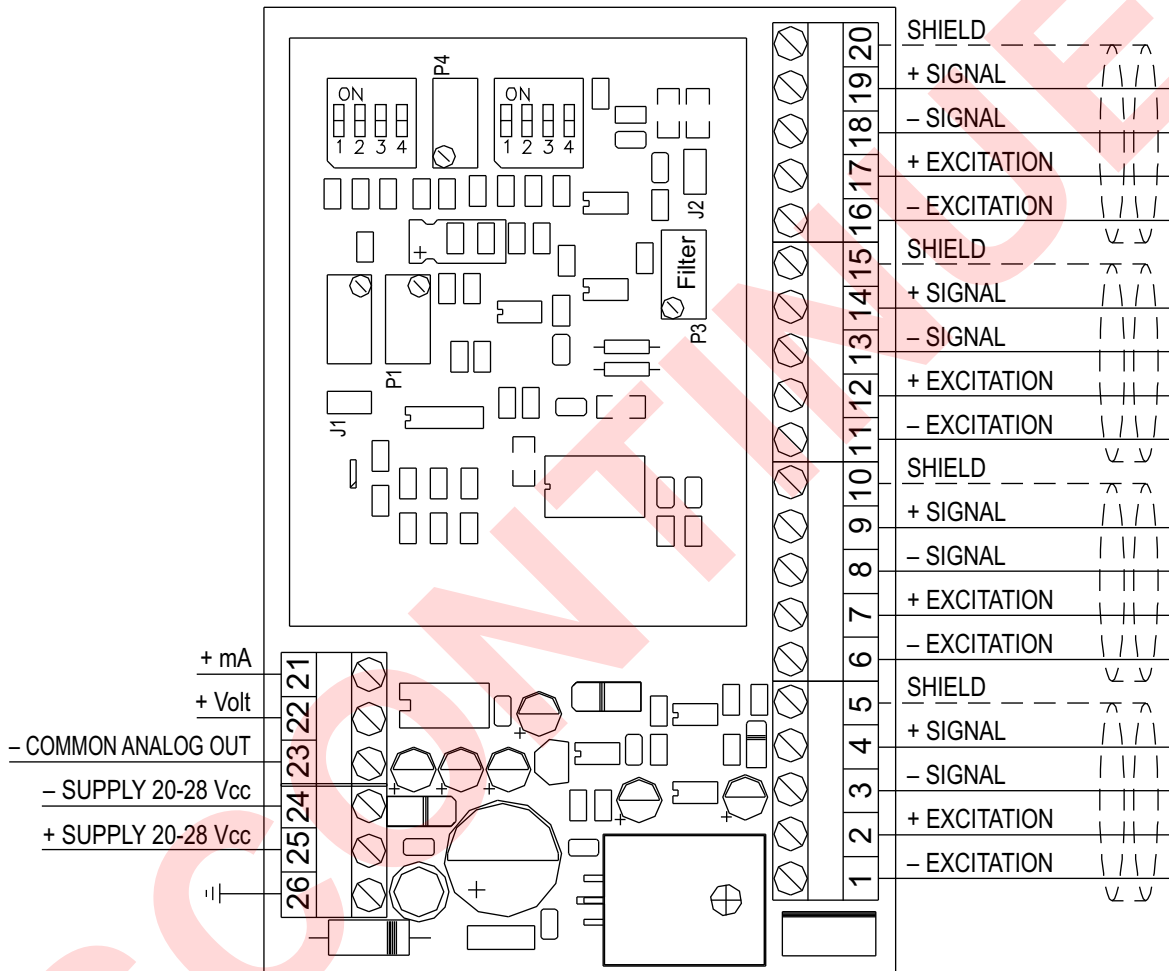 ON
1 2 3 4
P4
ON
1 2 3 4
J2
Filter
P3
P1
J1
20 SHIELD
19 + SIGNAL
18 – SIGNAL
17 + EXCITATION
16 – EXCITATION
15 SHIELD
14 + SIGNAL
13 – SIGNAL
12 + EXCITATION
11 – EXCITATION
10 SHIELD
9 + SIGNAL
8 – SIGNAL
7 + EXCITATION
6 – EXCITATION
5 SHIELD
4 + SIGNAL
3 – SIGNAL
2 + EXCITATION
1 – EXCITATION
+ mA 21
+ Volt 22
– COMMON ANALOG OUT 23
– SUPPLY 20-28 Vcc 24
+ SUPPLY 20-28 Vcc 25
26
+
+
+
+
+
+
+
+
SCONTINUE